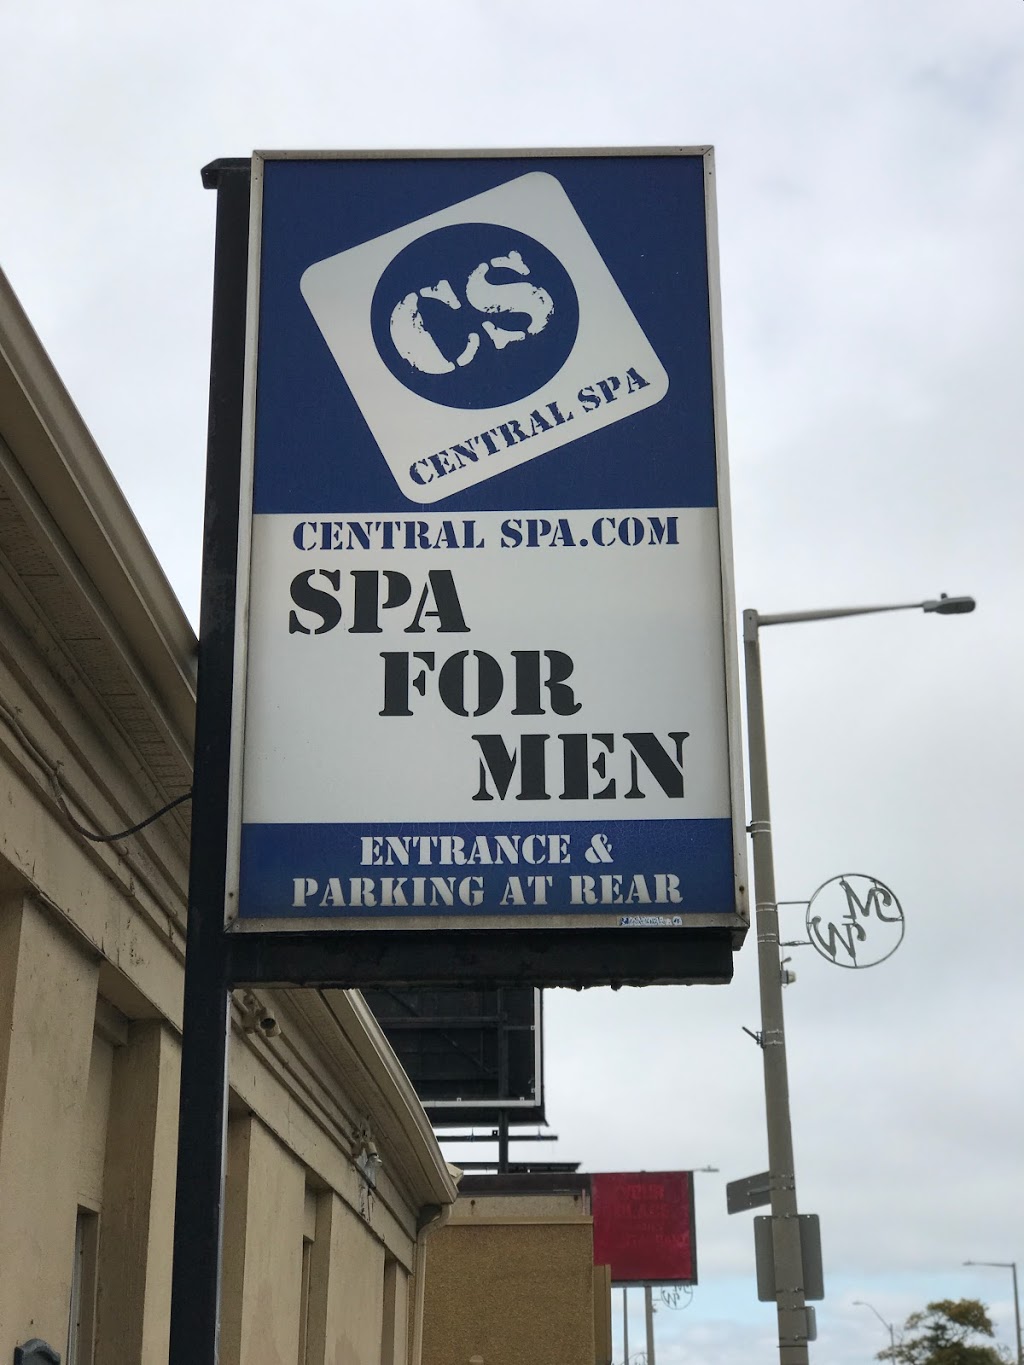 CS
CENTRAL SPA
CENTRAL SPA.COM
SPA
FOR
MEN
ENTRANCE &
PARKING AT REAR